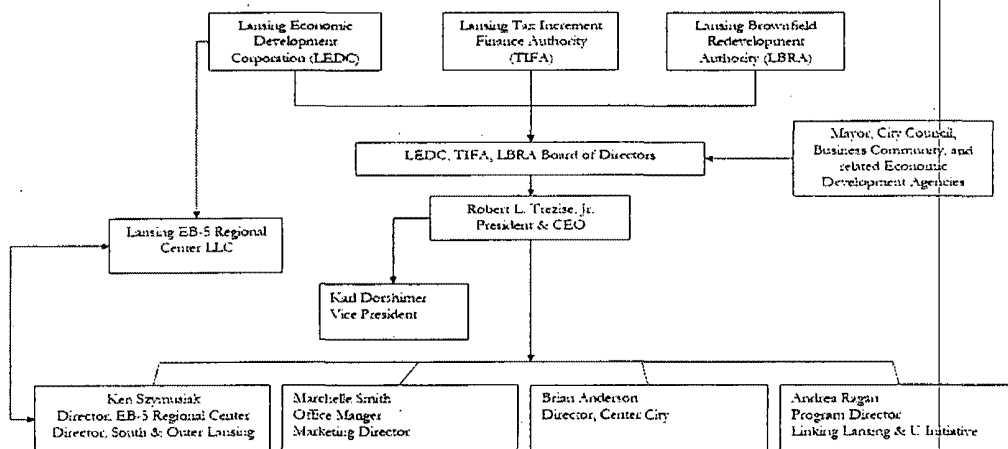 Lansing Economic
Development
Corporation (LEDC)
Lansing Tax Increment
Finance Authority
(TIFA)
Lansing Brownfield
Redevelopment
Authority (LBRA)
LEDC, TIFA, LBRA Board of Directors
Mayor, City Council,
Business Community, and
related Economic
Development Agencies
Robert L. Trezise, Jr.
President & CEO
Lansing EB-5 Regional
Center LLC
Karl Dorshimer
Vice President
Ken Szymusiak
Director, EB-5 Regional Center
Director, South & Outer Lansing
Marchelle Smith
Office Manger
Marketing Director
Brian Anderson
Director, Center City
Andrea Ragan
Program Director
Linking Lansing & U Initiative